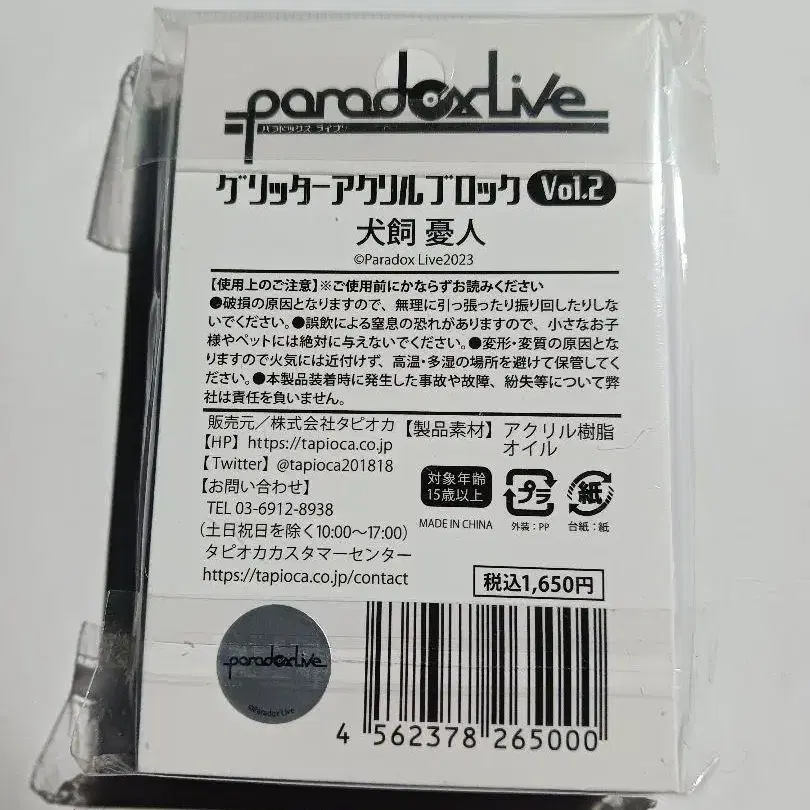 paradoxLive
パラドックス ライブ
グリッターアクリルブロック Vol.2
犬飼 憂人
©Paradox Live2023
【使用上のご注意】※ご使用前にかならずお読みください
●破損の原因となりますので、無理に引っ張ったり振り回したりしな
いでください。●誤飲による窒息の恐れがありますので、小さなお子
様やペットには絶対に与えないでください。●変形・変質の原因とな
りますので火気には近付けず、高温・多湿の場所を避けて保管してく
ださい。●本製品装着時に発生した事故や故障、紛失等について弊
社は責任を負いません。
販売元／株式会社タピオカ
【HP】https://tapioca.co.jp
【Twitter】@tapioca201818
【お問い合わせ】
TEL 03-6912-8938
（土日祝日を除く10:00～17:00）
タピオカカスタマーセンター
https://tapioca.co.jp/contact
【製品素材】アクリル樹脂
オイル
対象年齢
15歳以上
MADE IN CHINA
プラ
外装：PP
紙
台紙：紙
税込1,650円
paradoxLive
©Paradox Live
4 562378 265000